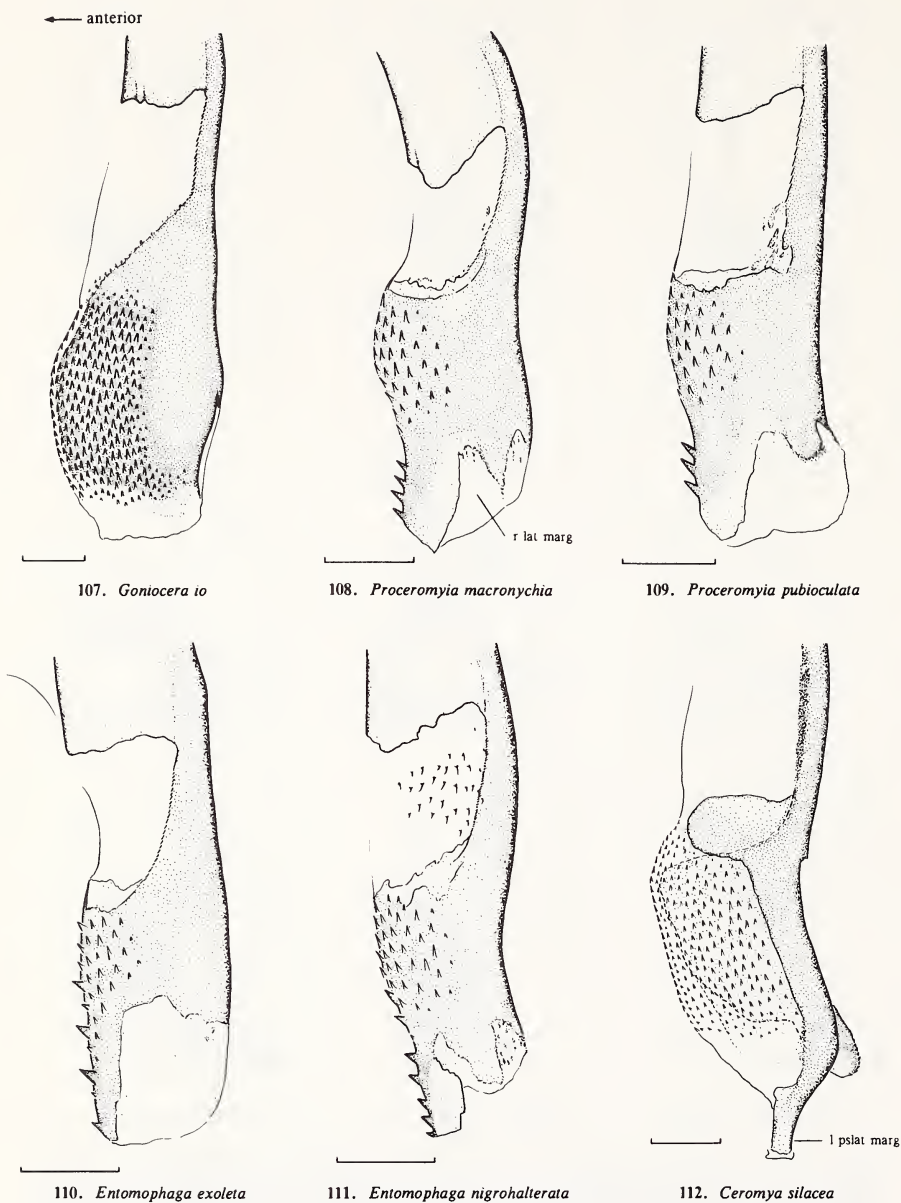 anterior
r lat marg
107. Goniocera io
108. Proceromyia macronychia
109. Proceromyia pubioculata
l pslat marg
110. Entomophaga exoleta
111. Entomophaga nigrohalterata
112. Ceromya silacea